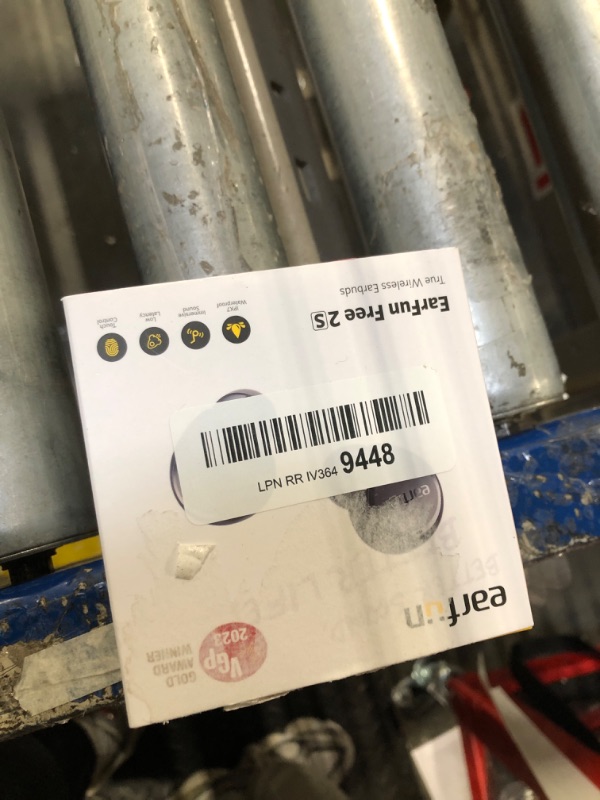 earfun
EarFun Free 2S
True Wireless Earbuds
IPX7
Waterproof
Immersive
Sound
Low
Latency
Touch
Control
LPN RR IV364 9448
VGP
2023
GOLD
AWARD
WINNER